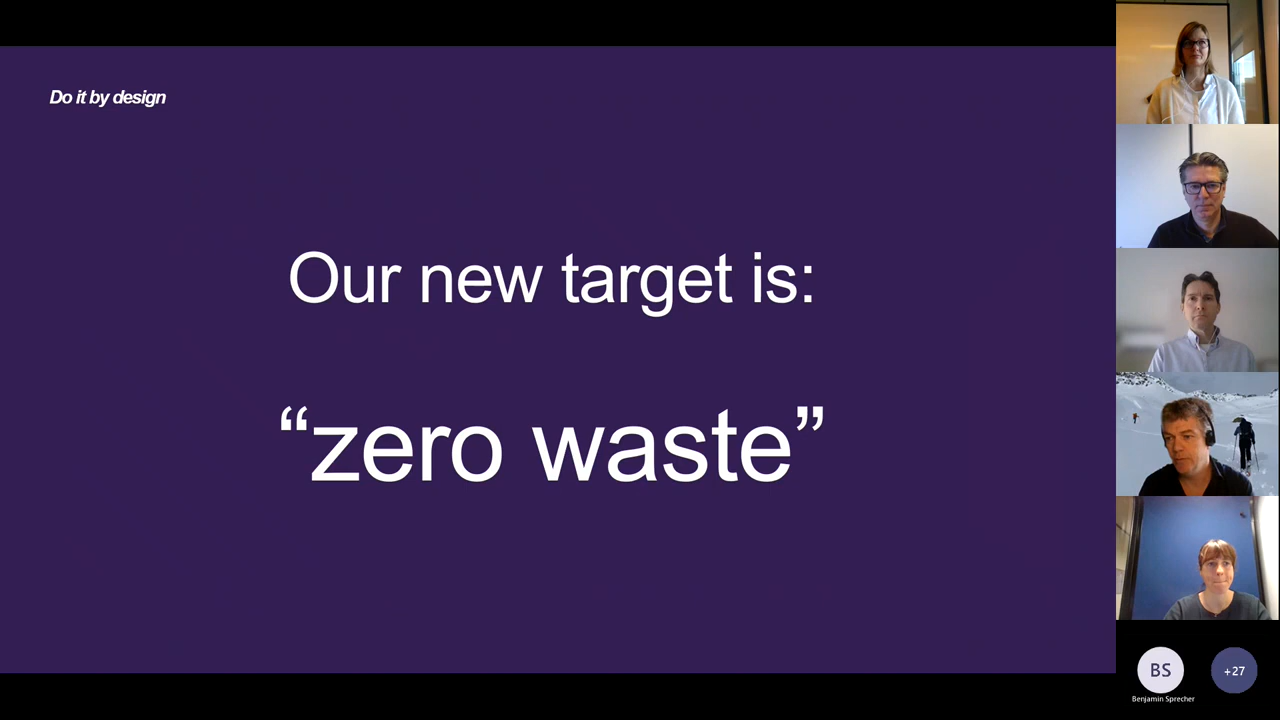 Do it by design
Our new target is:
“zero waste”
BS
+27
Benjamin Sprecher